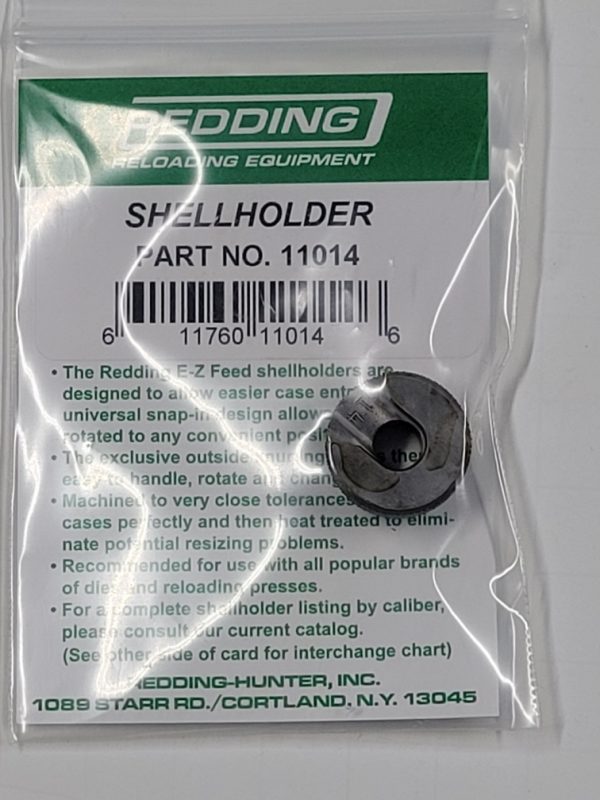 REDDING
RELOADING EQUIPMENT
SHELLHOLDER
PART NO. 11014
6 11760 11014 6
• The Redding E-Z Feed shellholders are
designed to allow easier case
universal snap-in design
rotated to any convenient
• The exclusive outside
easy to handle, rotate and
• Machined to very close tolerances
cases perfectly and then heat treated to elimi-
nate potential resizing problems.
• Recommended for use with all popular brands
of dies and reloading presses.
• For a complete shellholder listing by caliber,
please consult our current catalog.
(See other side of card for interchange chart)
REDDING-HUNTER, INC.
1089 STARR RD./CORTLAND, N.Y. 13045